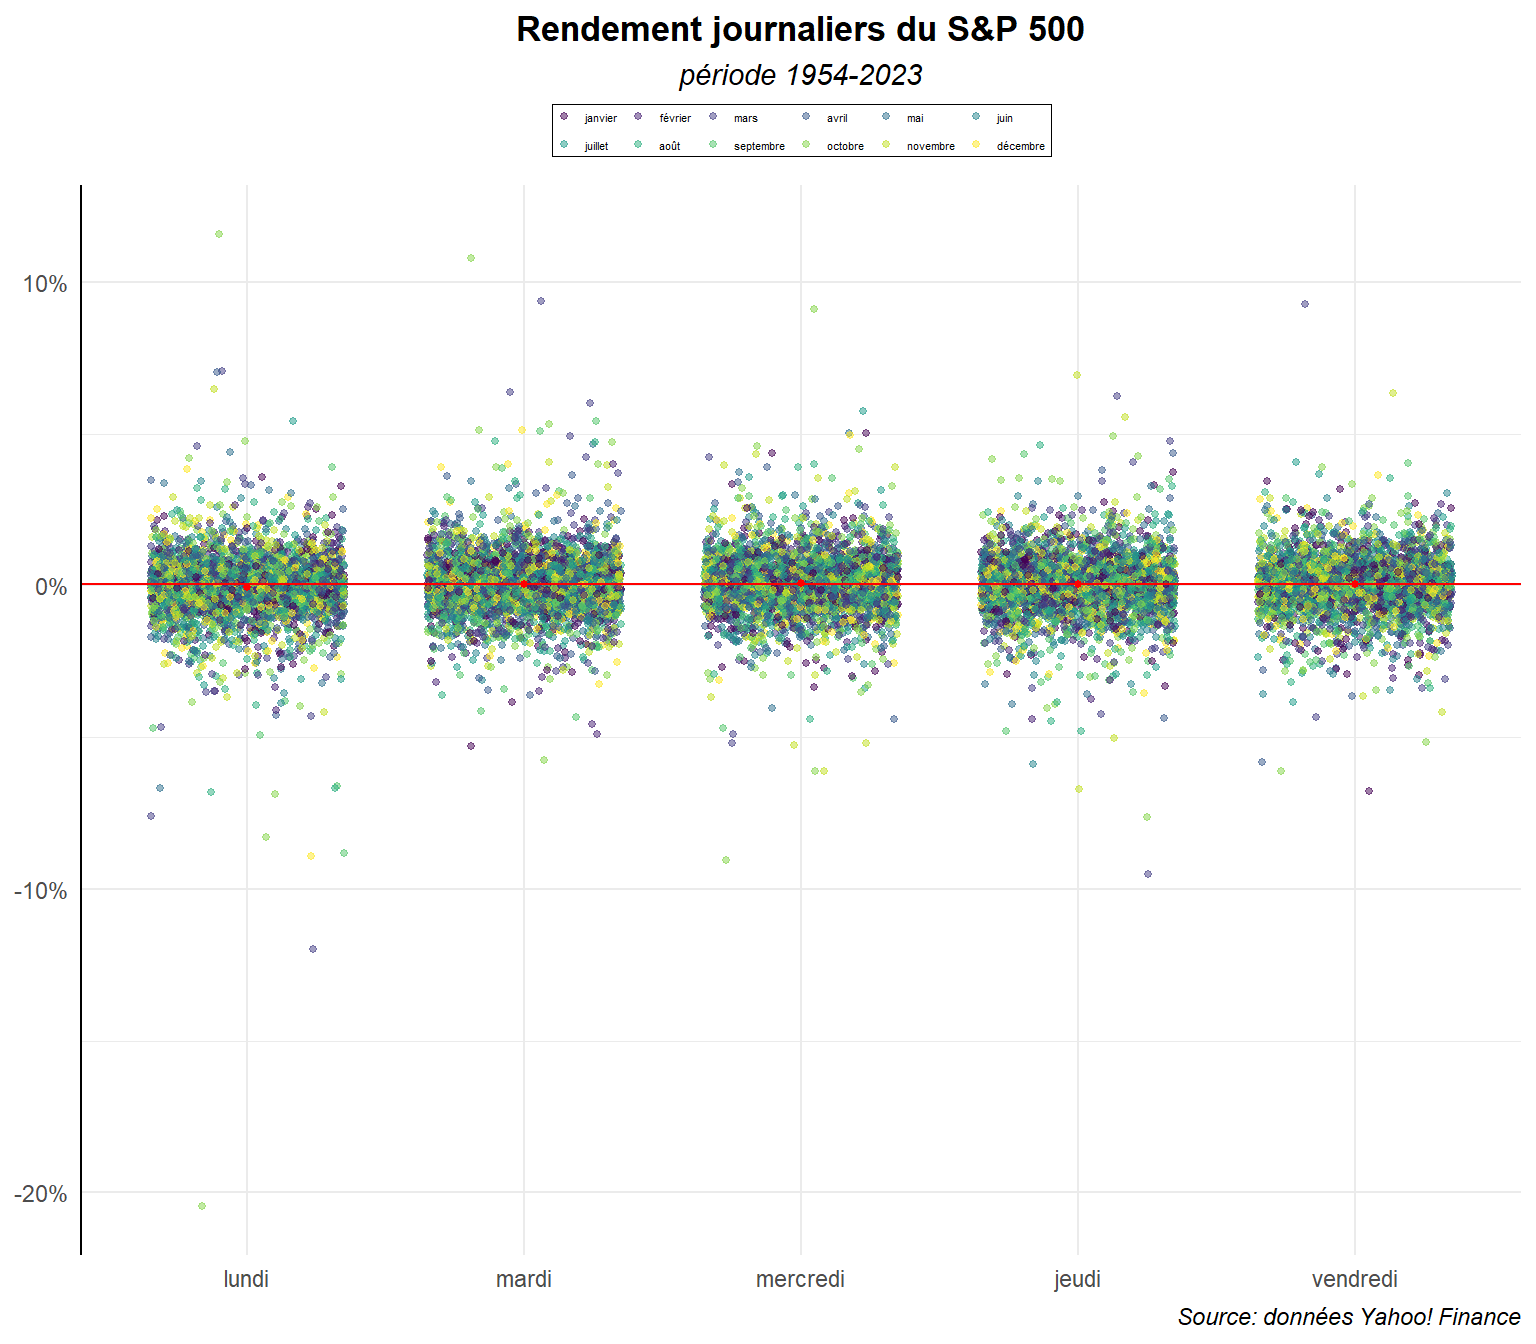 Rendement journaliers du S&P 500
période 1954-2023
janvier février mars avril mai juin
juillet août septembre octobre novembre décembre
10%
0%
-10%
-20%
lundi mardi mercredi jeudi vendredi
Source: données Yahoo! Finance